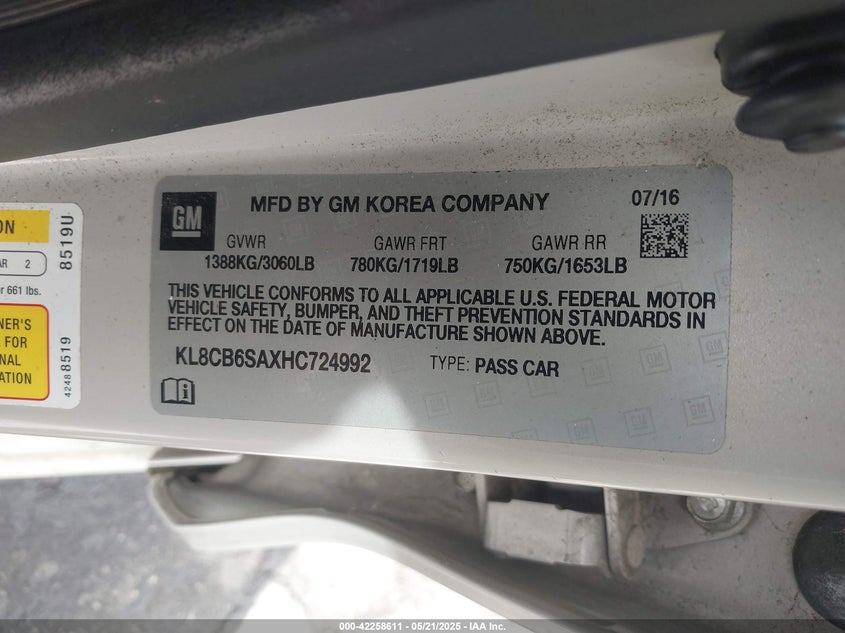 GM
MFD BY GM KOREA COMPANY
07/16
GVWR GAWR FRT GAWR RR
1388KG/3060LB 780KG/1719LB 750KG/1653LB
THIS VEHICLE CONFORMS TO ALL APPLICABLE U.S. FEDERAL MOTOR
VEHICLE SAFETY, BUMPER, AND THEFT PREVENTION STANDARDS IN
EFFECT ON THE DATE OF MANUFACTURE SHOWN ABOVE.
KL8CB6SAXHC724992 TYPE: PASS CAR
ON
AR 2
r 661 lbs.
NER'S
FOR
NAL
ATION
8519U
42488519
000-42258611 - 05/21/2025 - IAA Inc.